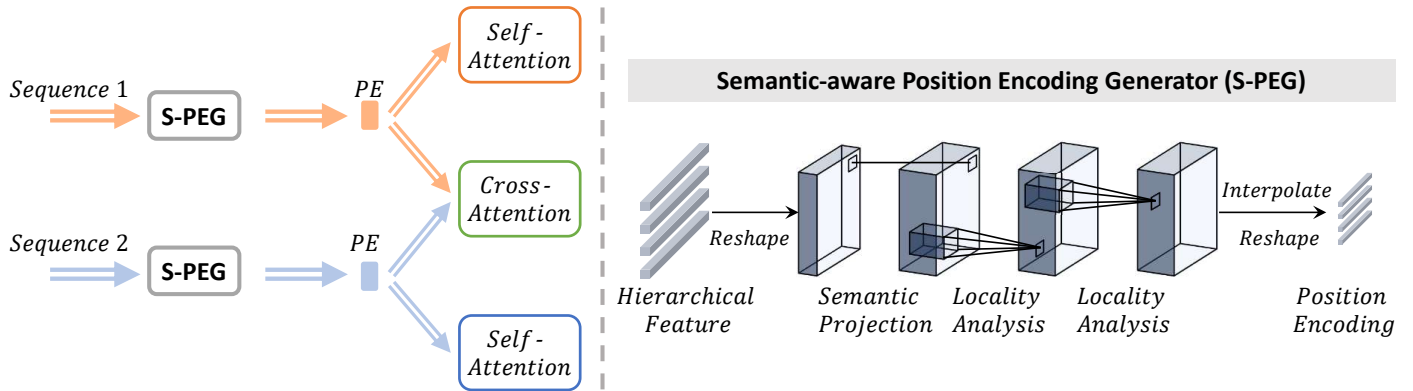 Self -
Attention
Sequence 1
S-PEG
PE
Cross-
Attention
Sequence 2
S-PEG
PE
Self -
Attention
Semantic-aware Position Encoding Generator (S-PEG)
Reshape
Interpolate
Reshape
Hierarchical
Feature
Semantic
Projection
Locality
Analysis
Locality
Analysis
Position
Encoding